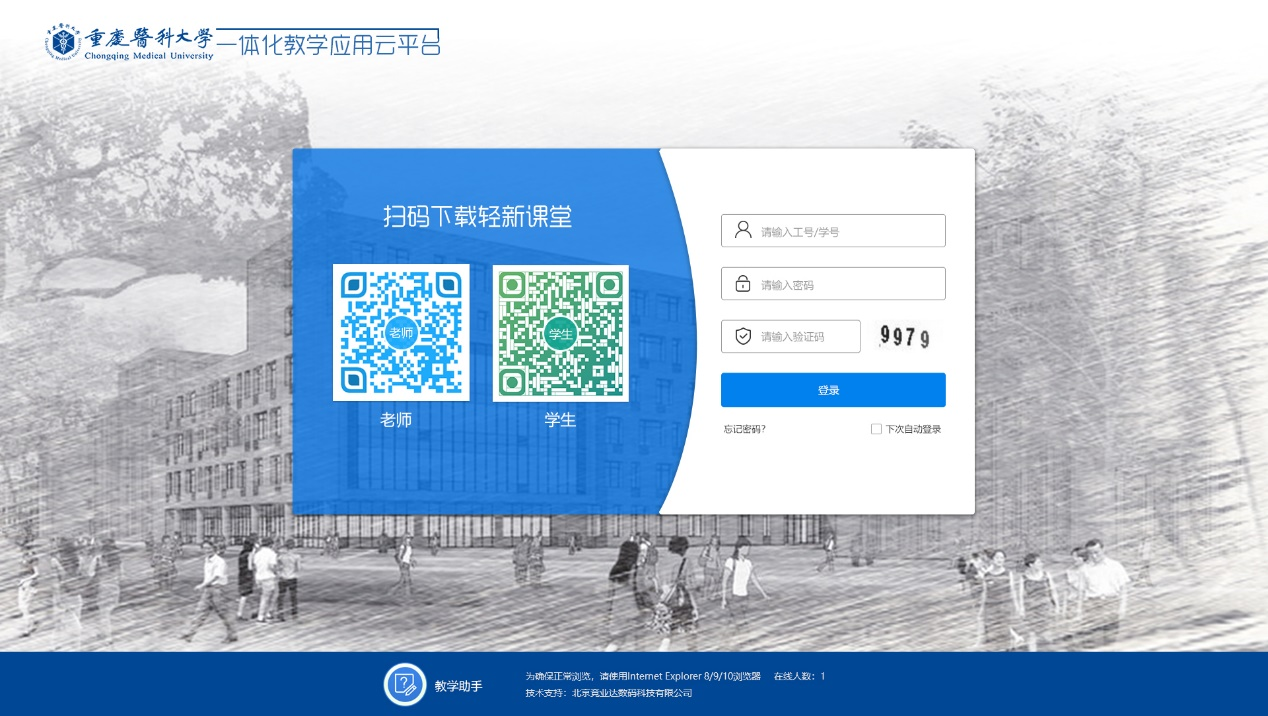 重慶醫科大學
Chongqing Medical University
一体化教学应用云平台
扫码下载轻新课堂
老师
学生
老师
学生
请输入工号/学号
请输入密码
请输入验证码
9979
登录
忘记密码?
下次自动登录
教学助手
为确保正常浏览，请使用Internet Explorer 8/9/10浏览器 在线人数：1
技术支持：北京竞业达数码科技有限公司